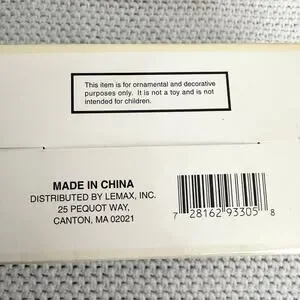 This item is for ornamental and decorative
purposes only. It is not a toy and is not
intended for children.
MADE IN CHINA
DISTRIBUTED BY LEMAX, INC.
25 PEQUOT WAY,
CANTON, MA 02021
7 28162 93305 8